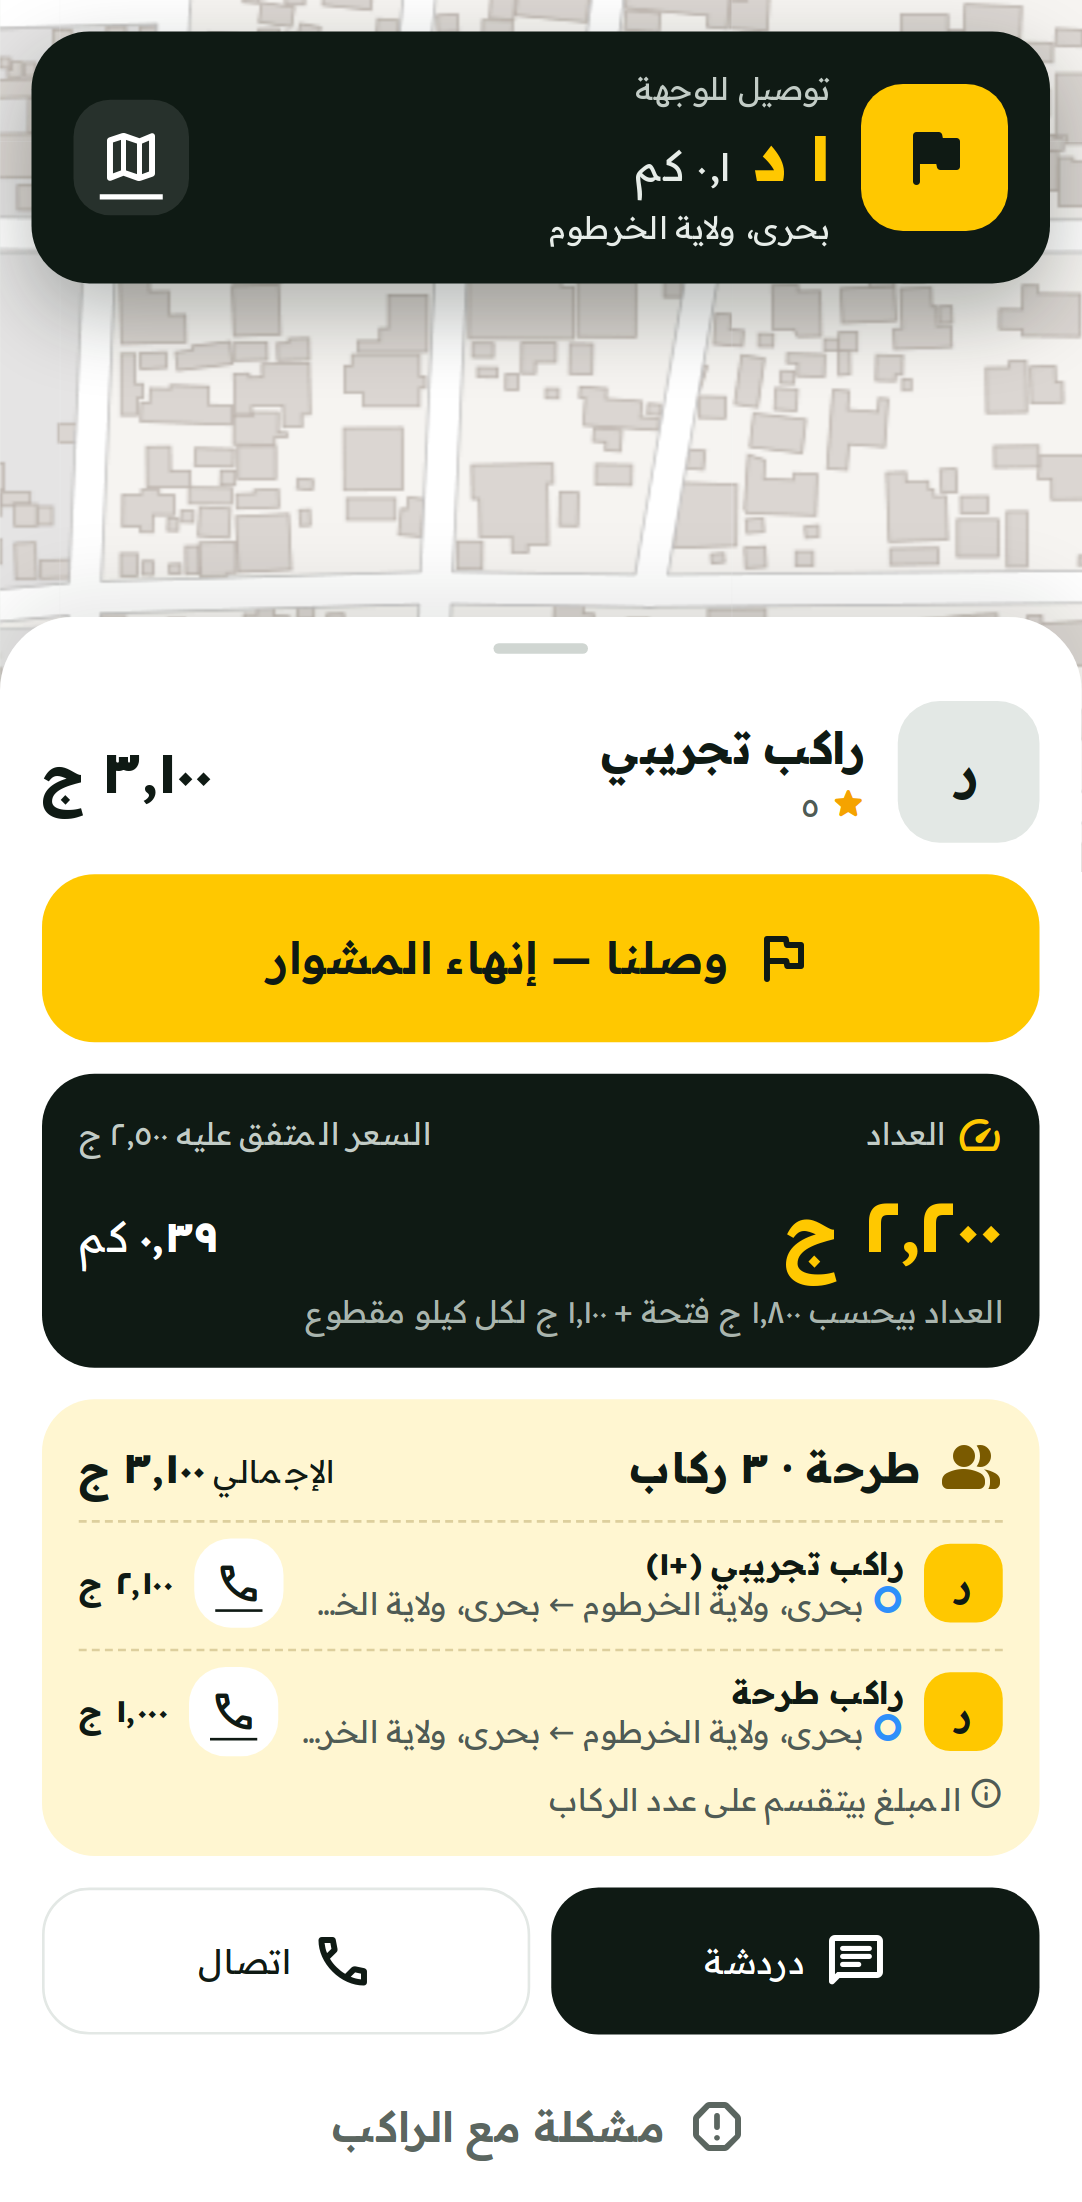 توصيل للوجهة
١ د ٠,١ كم
بحرى، ولاية الخرطوم
ر
راكب تجريبي
٥
٣,١٠٠ ج
وصلنا — إنهاء المشوار
العداد
السعر المتفق عليه ٢,٥٠٠ ج
٢,٢٠٠ ج
٠,٣٩ كم
العداد بيحسب ١,٨٠٠ ج فتحة + ١,١٠٠ ج لكل كيلو مقطوع
طرحة · ٣ ركاب
الإجمالي ٣,١٠٠ ج
ر
راكب تجريبي (+١)
بحرى، ولاية الخرطوم ← بحرى، ولاية الخ...
٢,١٠٠ ج
ر
راكب طرحة
بحرى، ولاية الخرطوم ← بحرى، ولاية الخر...
١,٠٠٠ ج
المبلغ بيتقسم على عدد الركاب
دردشة
اتصال
مشكلة مع الراكب